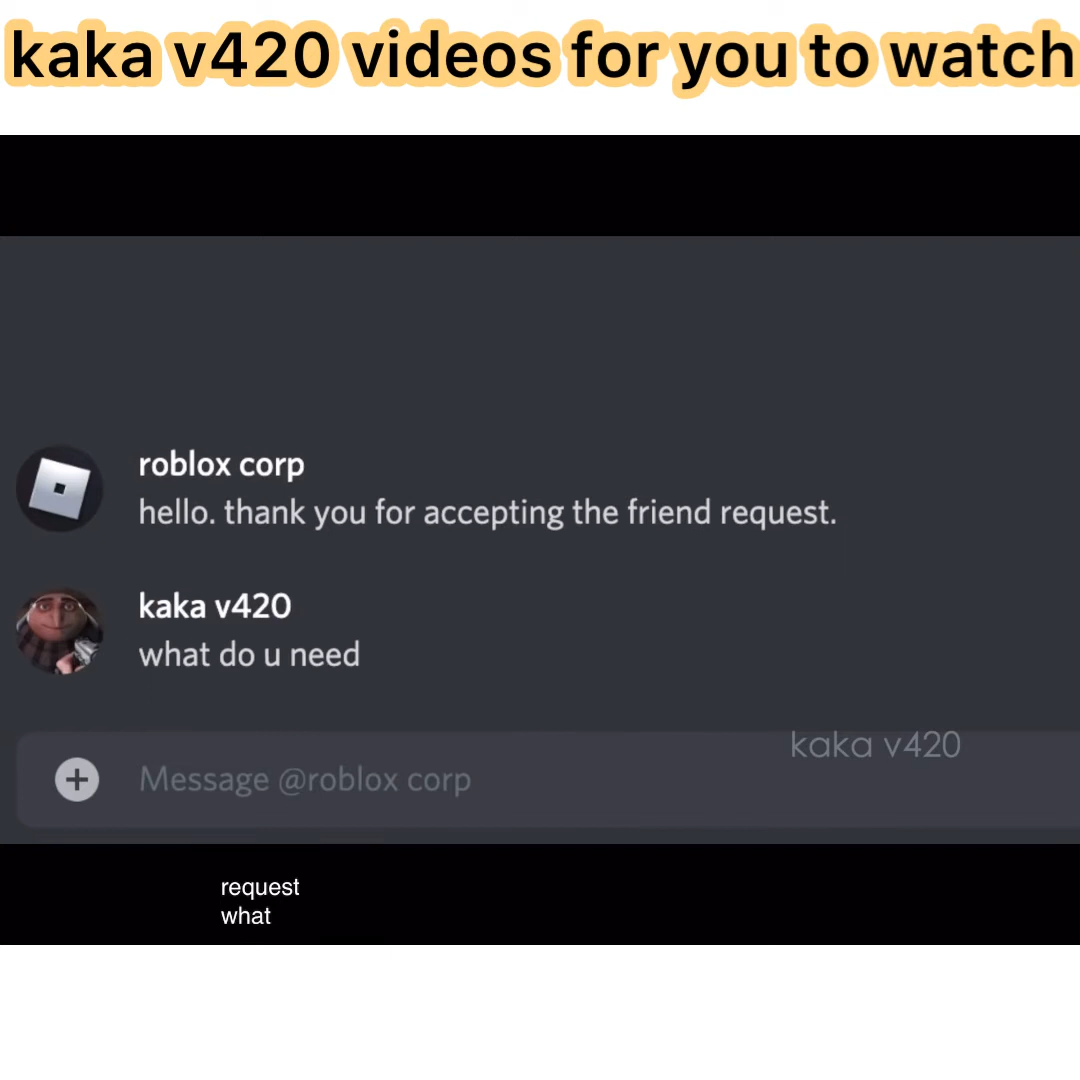 kaka v420 videos for you to watch
roblox corp
hello. thank you for accepting the friend request.
kaka v420
what do u need
kaka v420
Message @roblox corp
request
what